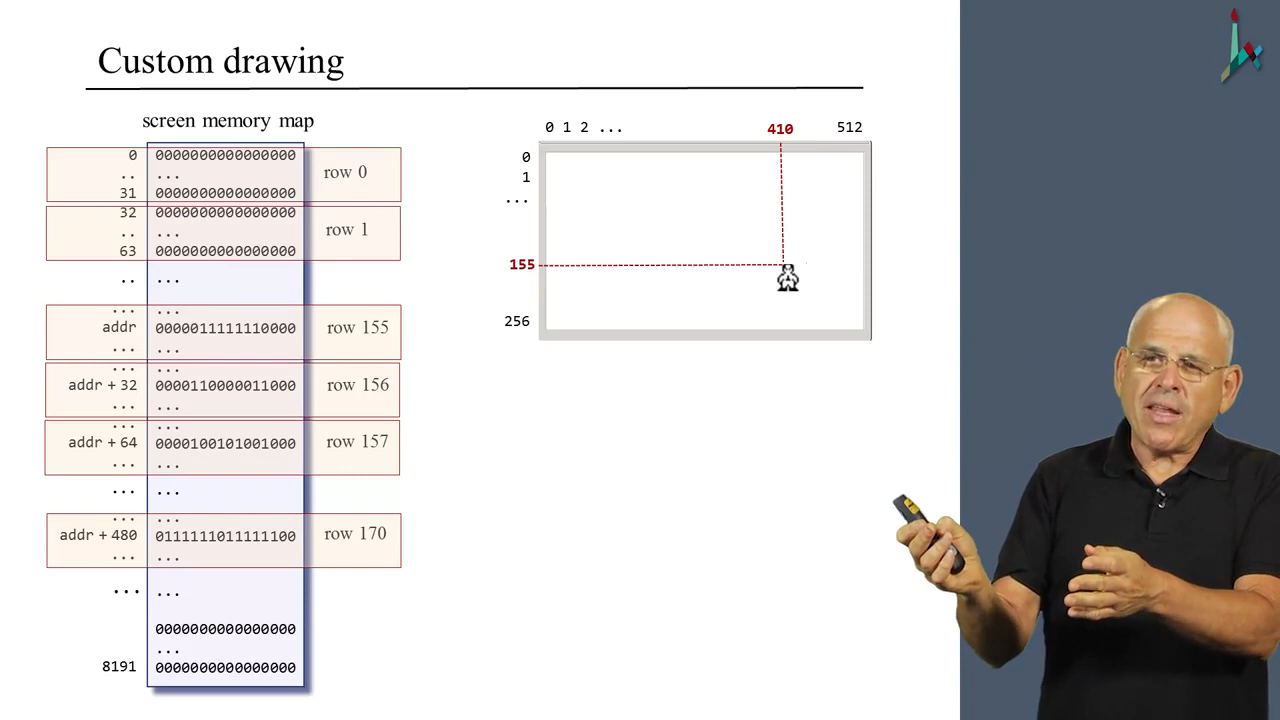 Custom drawing
screen memory map
0 0000000000000000
.. ...
31 0000000000000000
row 0
32 0000000000000000
.. ...
63 0000000000000000
row 1
.. ...
... ...
addr 0000011111110000
... ...
row 155
... ...
addr + 32 0000110000011000
... ...
row 156
... ...
addr + 64 0000100101001000
... ...
row 157
... ...
... ...
addr + 480 0111111011111100
... ...
row 170
... ...
0000000000000000
...
8191 0000000000000000
0 1 2 ... 410 512
0
1
...
155
256